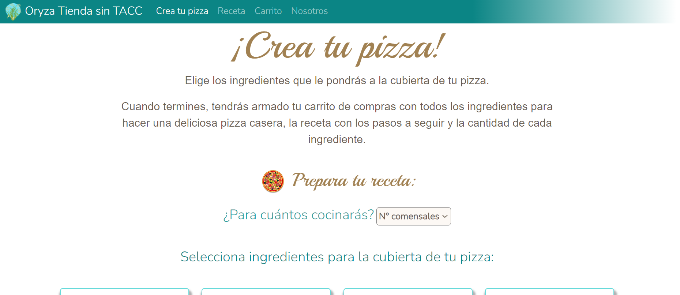 Oryza Tienda sin TACC Crea tu pizza Receta Carrito Nosotros
¡Crea tu pizza!
Elige los ingredientes que le pondrás a la cubierta de tu pizza.
Cuando termines, tendrás armado tu carrito de compras con todos los ingredientes para
hacer una deliciosa pizza casera, la receta con los pasos a seguir y la cantidad de cada
ingrediente.
Prepara tu receta:
¿Para cuántos cocinarás? N° comensales
Selecciona ingredientes para la cubierta de tu pizza: